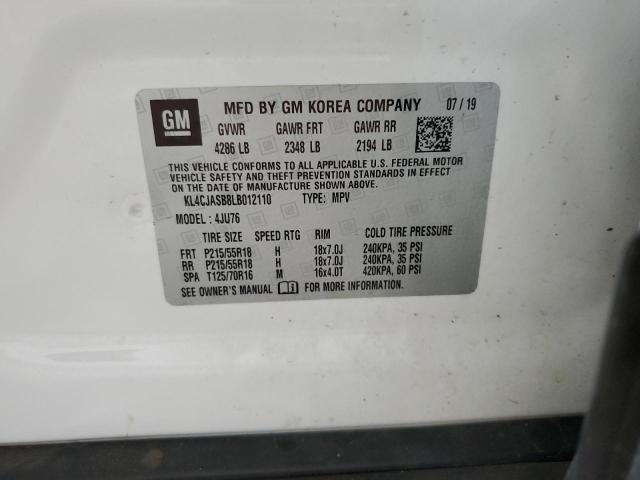 GM
MFD BY GM KOREA COMPANY 07/19
GVWR GAWR FRT GAWR RR
4286 LB 2348 LB 2194 LB
THIS VEHICLE CONFORMS TO ALL APPLICABLE U.S. FEDERAL MOTOR
VEHICLE SAFETY AND THEFT PREVENTION STANDARDS IN EFFECT
ON THE DATE OF MANUFACTURE SHOWN ABOVE.
KL4CJASB8LB012110 TYPE: MPV
MODEL: 4JU76
TIRE SIZE SPEED RTG RIM COLD TIRE PRESSURE
FRT P215/55R18 H 18x7.0J 240KPA, 35 PSI
RR P215/55R18 H 18x7.0J 240KPA, 35 PSI
SPA T125/70R16 M 16x4.0T 420KPA, 60 PSI
SEE OWNER'S MANUAL FOR MORE INFORMATION